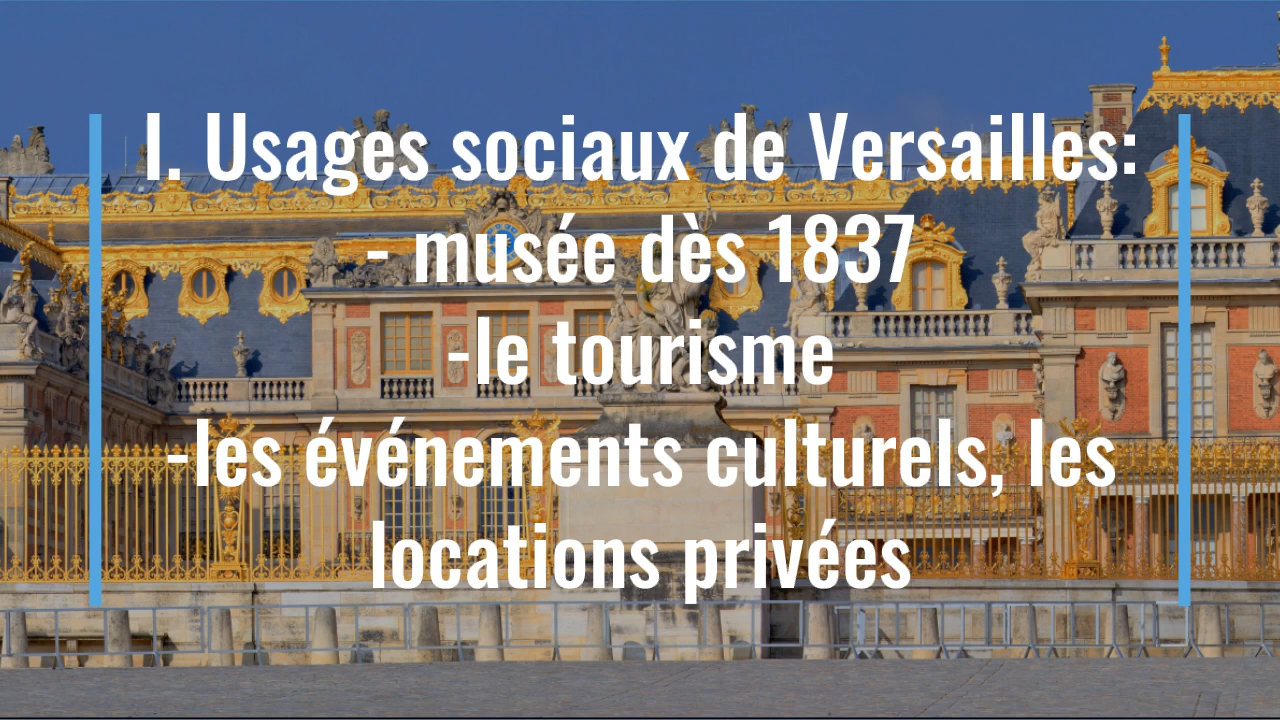 I. Usages sociaux de Versailles:
- musée dès 1837
-le tourisme
-les événements culturels, les
locations privées